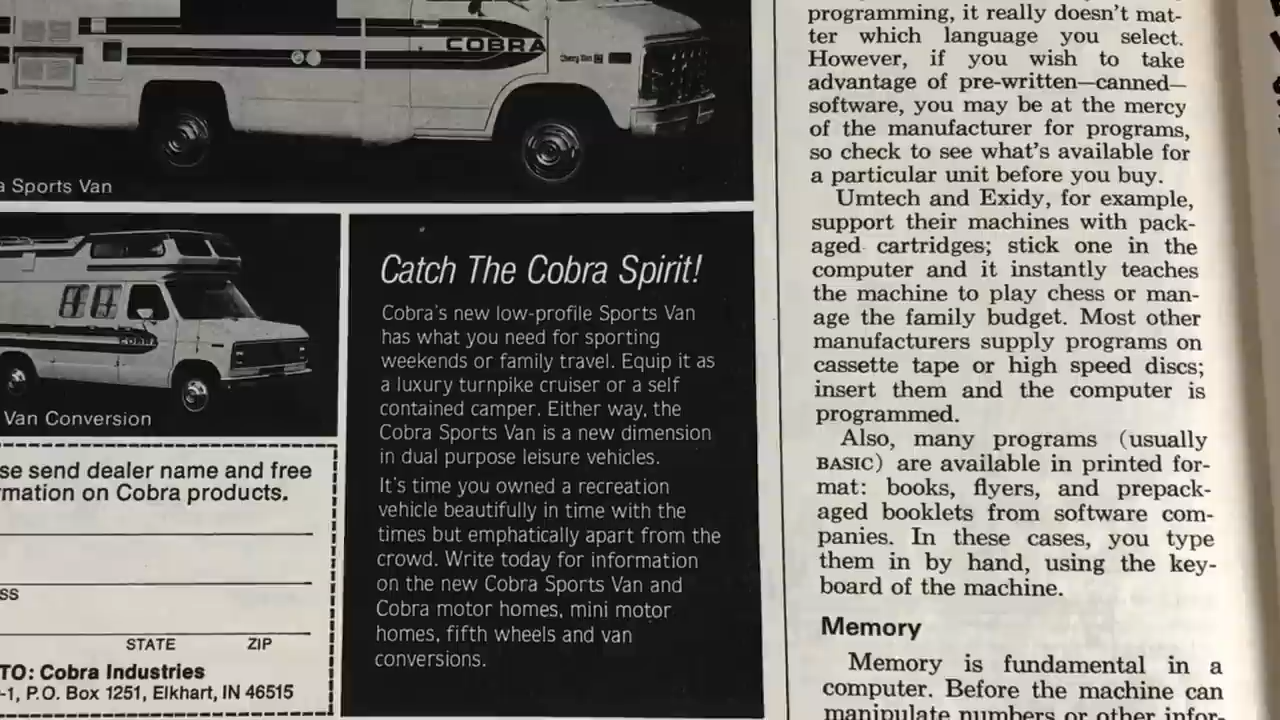 COBRA
Sports Van
COBRA
Van Conversion
se send dealer name and free
rmation on Cobra products.
SS
STATE ZIP
TO: Cobra Industries
-1, P.O. Box 1251, Elkhart, IN 46515
Catch The Cobra Spirit!
Cobra's new low-profile Sports Van
has what you need for sporting
weekends or family travel. Equip it as
a luxury turnpike cruiser or a self
contained camper. Either way, the
Cobra Sports Van is a new dimension
in dual purpose leisure vehicles.
It's time you owned a recreation
vehicle beautifully in time with the
times but emphatically apart from the
crowd. Write today for information
on the new Cobra Sports Van and
Cobra motor homes, mini motor
homes, fifth wheels and van
conversions.
programming, it really doesn't mat-
ter which language you select.
However, if you wish to take
advantage of pre-written—canned—
software, you may be at the mercy
of the manufacturer for programs,
so check to see what's available for
a particular unit before you buy.
Umtech and Exidy, for example,
support their machines with pack-
aged cartridges; stick one in the
computer and it instantly teaches
the machine to play chess or man-
age the family budget. Most other
manufacturers supply programs on
cassette tape or high speed discs;
insert them and the computer is
programmed.
Also, many programs (usually
BASIC) are available in printed for-
mat: books, flyers, and prepack-
aged booklets from software com-
panies. In these cases, you type
them in by hand, using the key-
board of the machine.
Memory
Memory is fundamental in a
computer. Before the machine can
manipulate numbers or other infor-